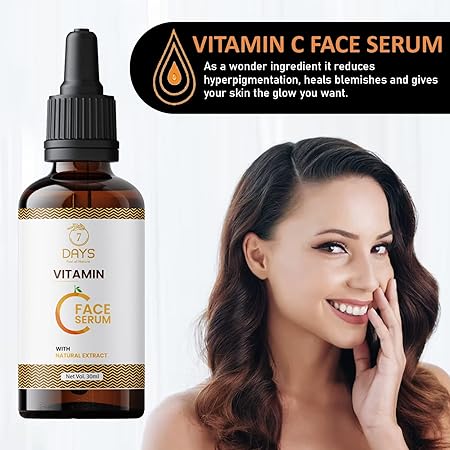 VITAMIN C FACE SERUM
As a wonder ingredient it reduces
hyperpigmentation, heals blemishes and gives
your skin the glow you want.
7
DAYS
VITAMIN
C FACE
SERUM
WITH
NATURAL EXTRACT
Net Vol. 30ml